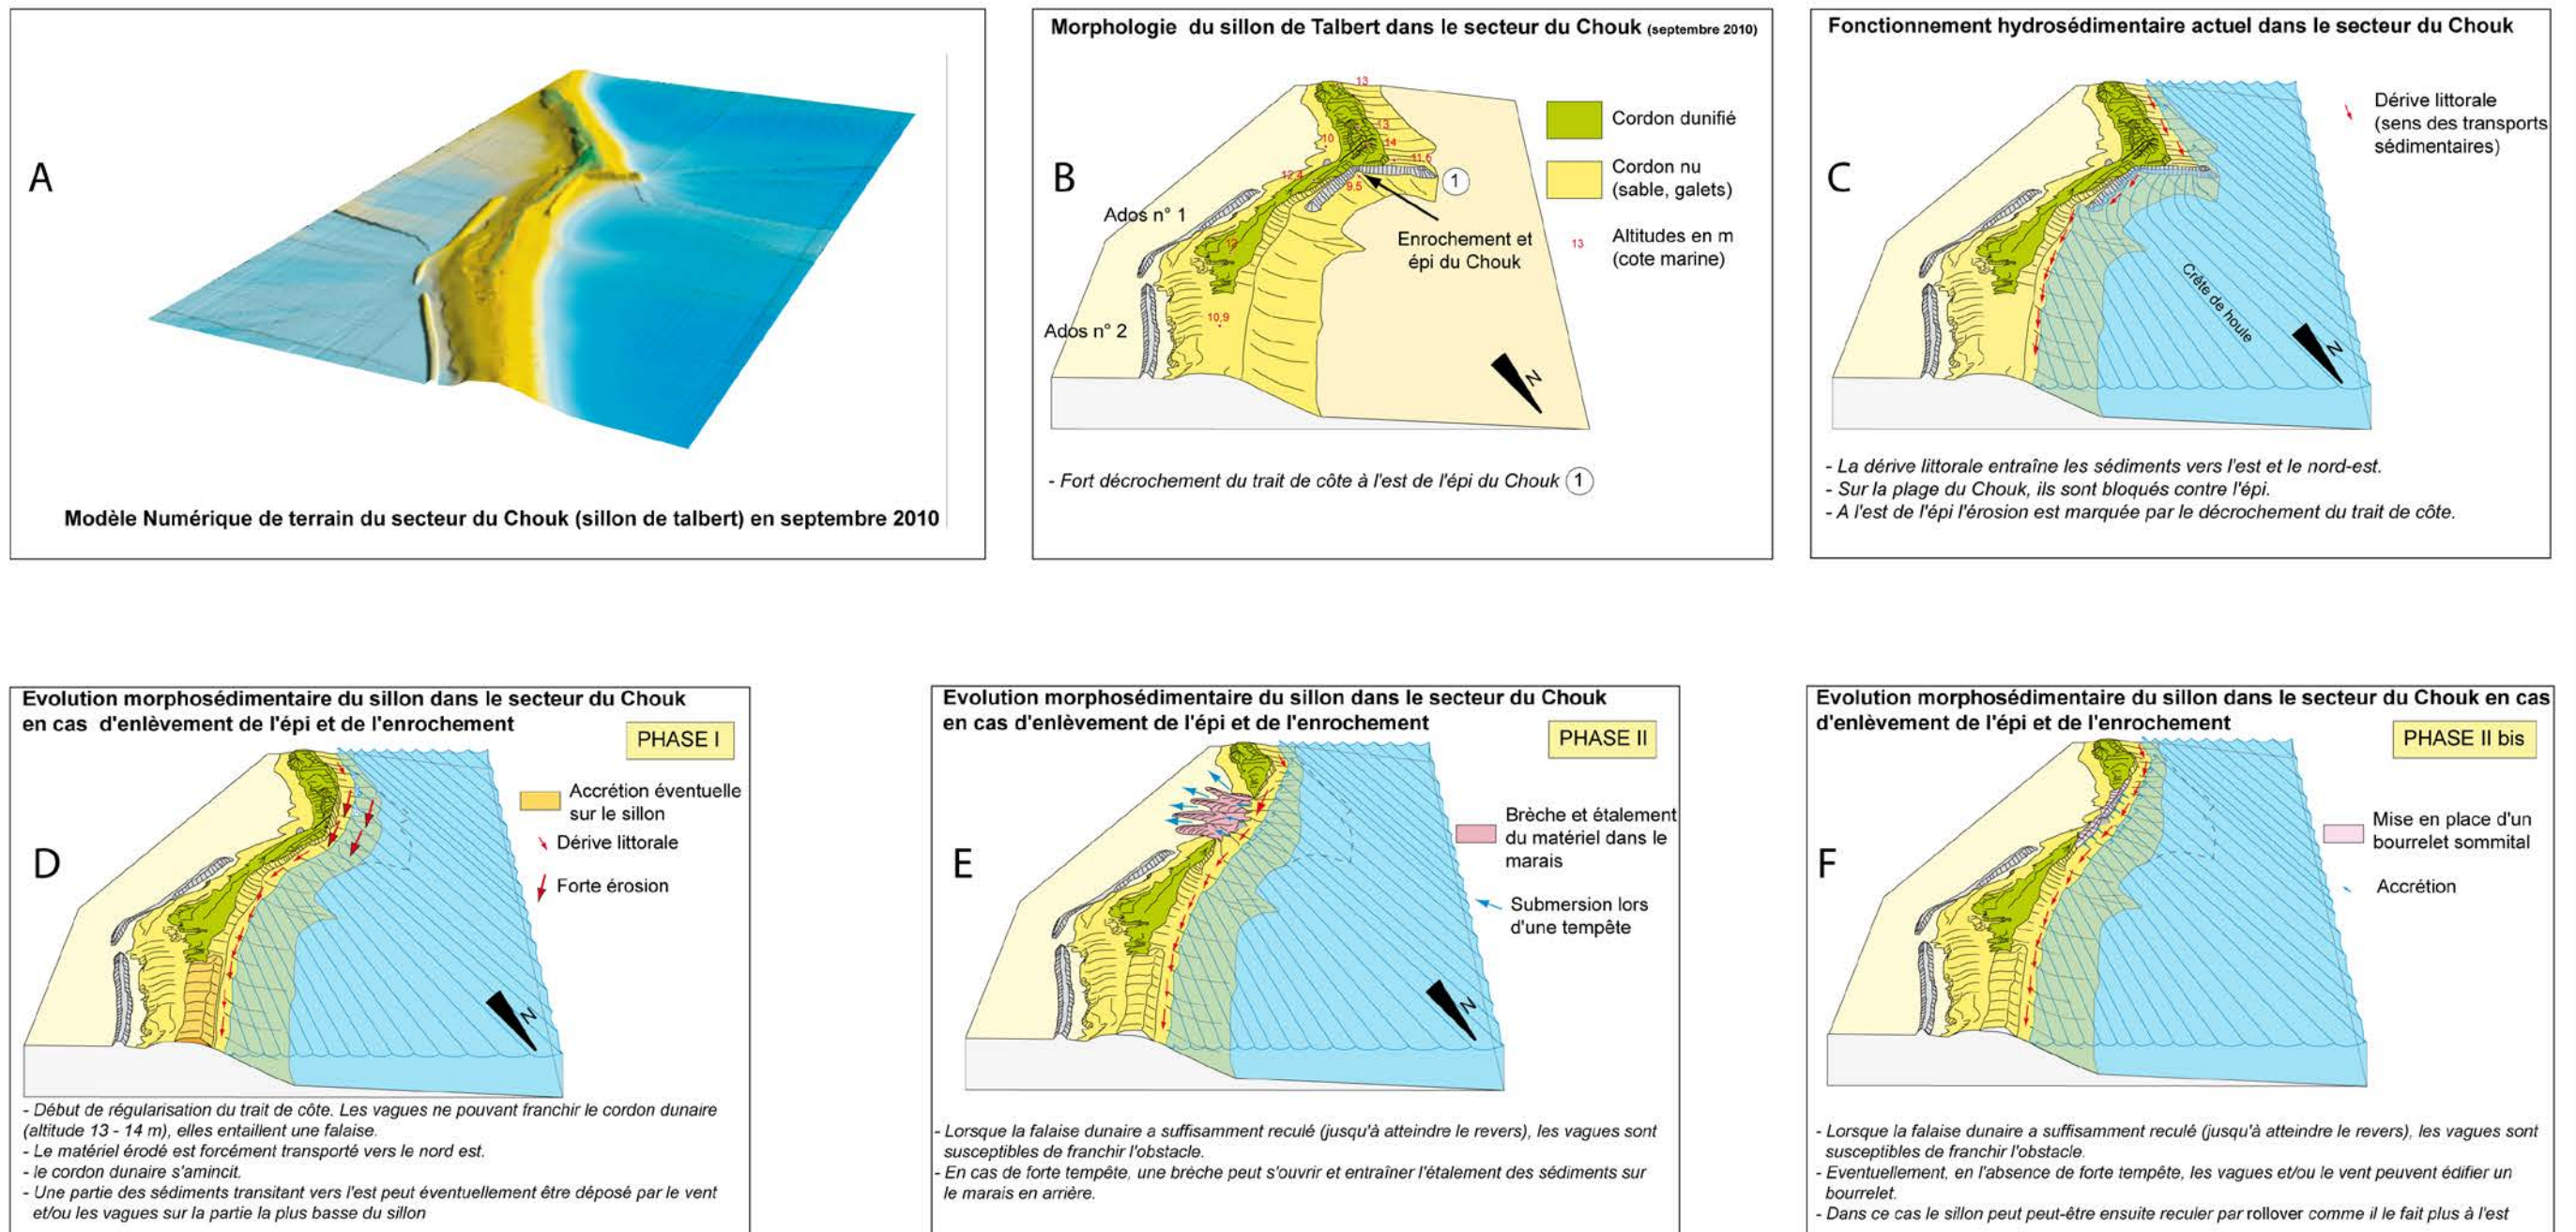 A
Modèle Numérique de terrain du secteur du Chouk (sillon de talbert) en septembre 2010
Morphologie du sillon de Talbert dans le secteur du Chouk (septembre 2010)
B
13
13
14
11,6
10
12,4
9,5
12
10,9
1
Ados n° 1
Ados n° 2
Enrochement et
épi du Chouk
Cordon dunifié
Cordon nu
(sable, galets)
13
Altitudes en m
(cote marine)
N
- Fort décrochement du trait de côte à l'est de l'épi du Chouk 1
Fonctionnement hydrosédimentaire actuel dans le secteur du Chouk
C
Dérive littorale
(sens des transports
sédimentaires)
Crête de houle
N
- La dérive littorale entraîne les sédiments vers l'est et le nord-est.
- Sur la plage du Chouk, ils sont bloqués contre l'épi.
- A l'est de l'épi l'érosion est marquée par le décrochement du trait de côte.
Evolution morphosédimentaire du sillon dans le secteur du Chouk
en cas d'enlèvement de l'épi et de l'enrochement
PHASE I
D
Accrétion éventuelle
sur le sillon
Dérive littorale
Forte érosion
N
- Début de régularisation du trait de côte. Les vagues ne pouvant franchir le cordon dunaire
(altitude 13 - 14 m), elles entaillent une falaise.
- Le matériel érodé est forcément transporté vers le nord est.
- le cordon dunaire s'amincit.
- Une partie des sédiments transitant vers l'est peut éventuellement être déposé par le vent
et/ou les vagues sur la partie la plus basse du sillon
Evolution morphosédimentaire du sillon dans le secteur du Chouk
en cas d'enlèvement de l'épi et de l'enrochement
PHASE II
E
Brèche et étalement
du matériel dans le
marais
Submersion lors
d'une tempête
N
- Lorsque la falaise dunaire a suffisamment reculé (jusqu'à atteindre le revers), les vagues sont
susceptibles de franchir l'obstacle.
- En cas de forte tempête, une brèche peut s'ouvrir et entraîner l'étalement des sédiments sur
le marais en arrière.
Evolution morphosédimentaire du sillon dans le secteur du Chouk en cas
d'enlèvement de l'épi et de l'enrochement
PHASE II bis
F
Mise en place d'un
bourrelet sommital
Accrétion
- Lorsque la falaise dunaire a suffisamment reculé (jusqu'à atteindre le revers), les vagues sont
susceptibles de franchir l'obstacle.
- Eventuellement, en l'absence de forte tempête, les vagues et/ou le vent peuvent édifier un
bourrelet.
- Dans ce cas le sillon peut peut-être ensuite reculer par rollover comme il le fait plus à l'est